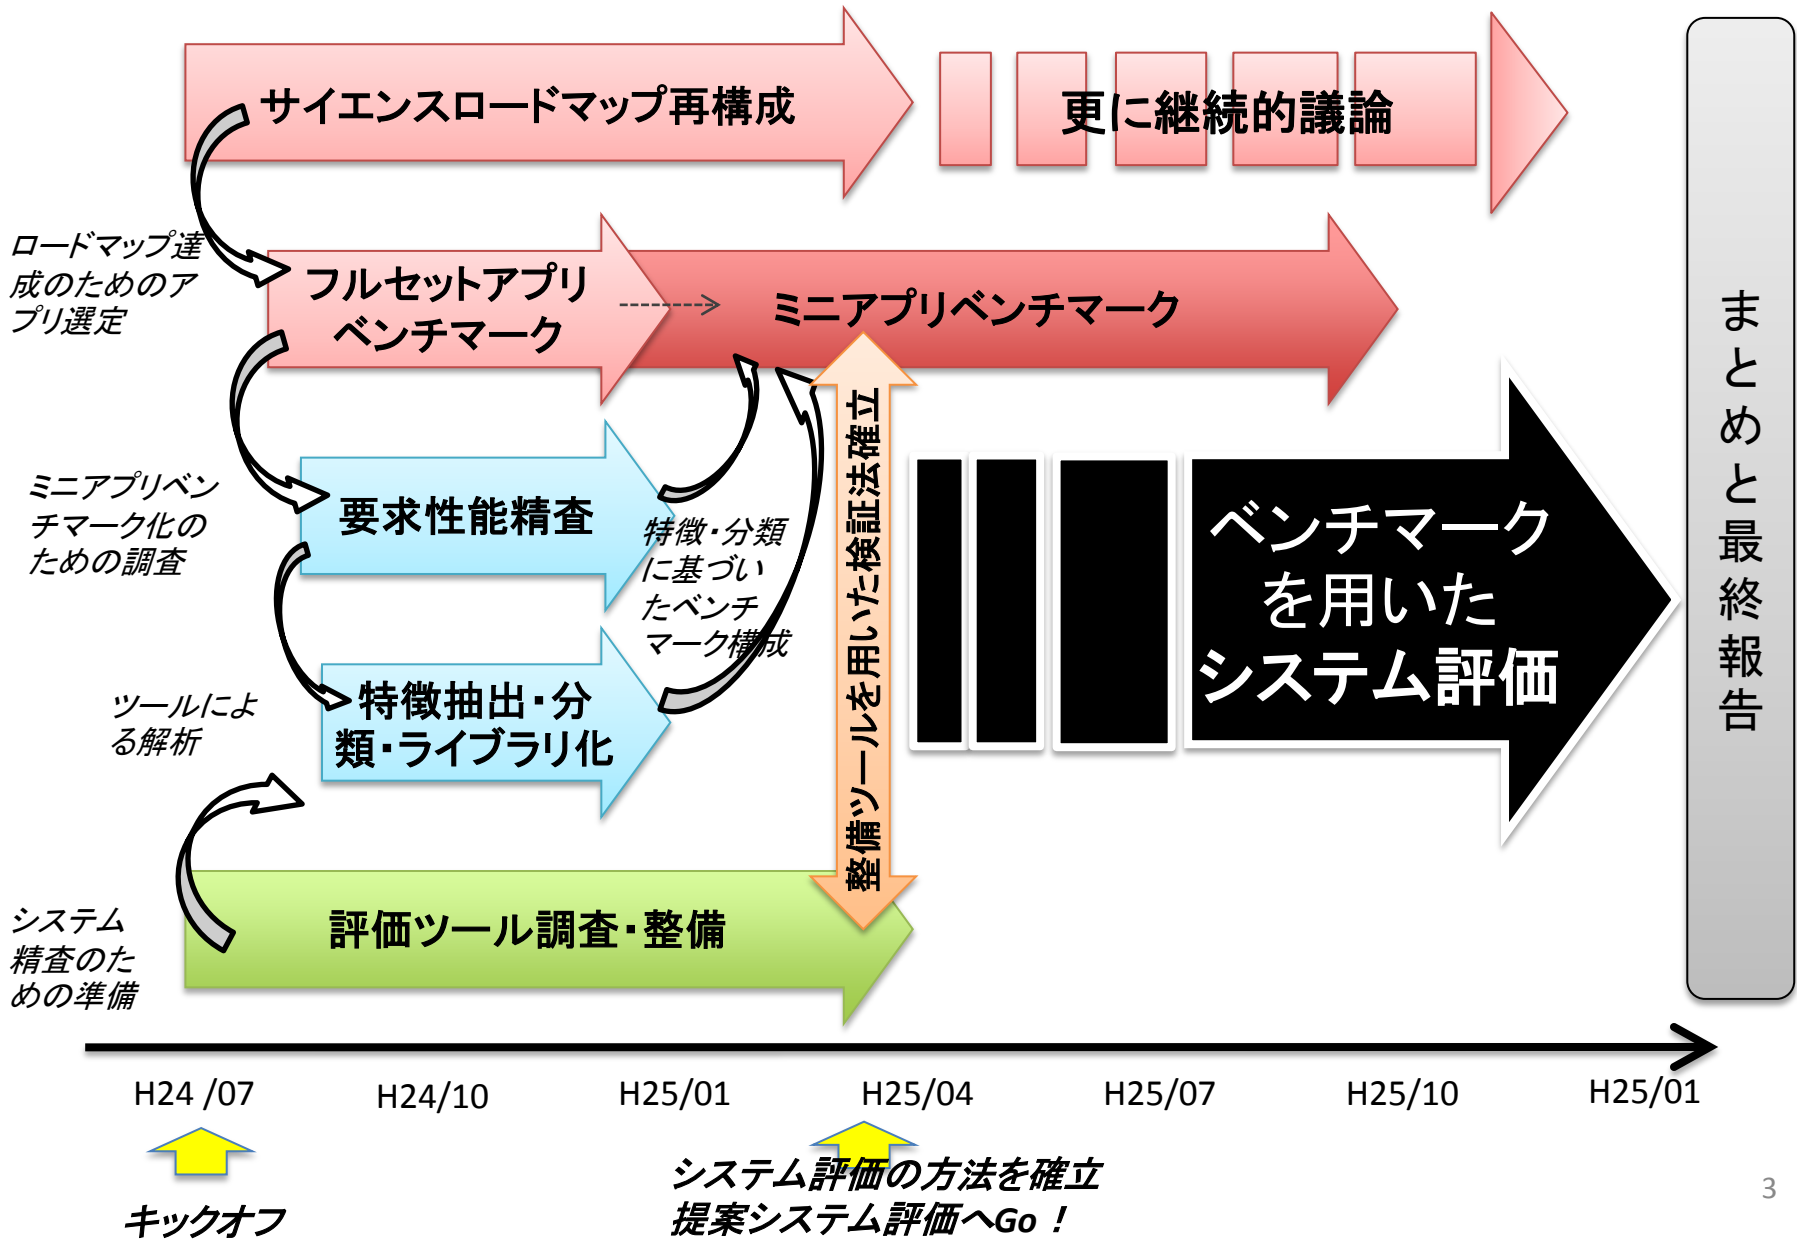 サイエンスロードマップ再構成
更に継続的議論
ロードマップ達
成のためのア
プリ選定
フルセットアプリ
ベンチマーク
ミニアプリベンチマーク
ミニアプリベン
チマーク化の
ための調査
要求性能精査
特徴・分類
に基づい
たベンチ
マーク構成
整備ツールを用いた検証法確立
ベンチマーク
を用いた
システム評価
まとめと最終報告
ツールによ
る解析
特徴抽出・分
類・ライブラリ化
システム
精査のた
めの準備
評価ツール調査・整備
H24 /07
H24/10
H25/01
H25/04
H25/07
H25/10
H25/01
キックオフ
システム評価の方法を確立
提案システム評価へGo！
3